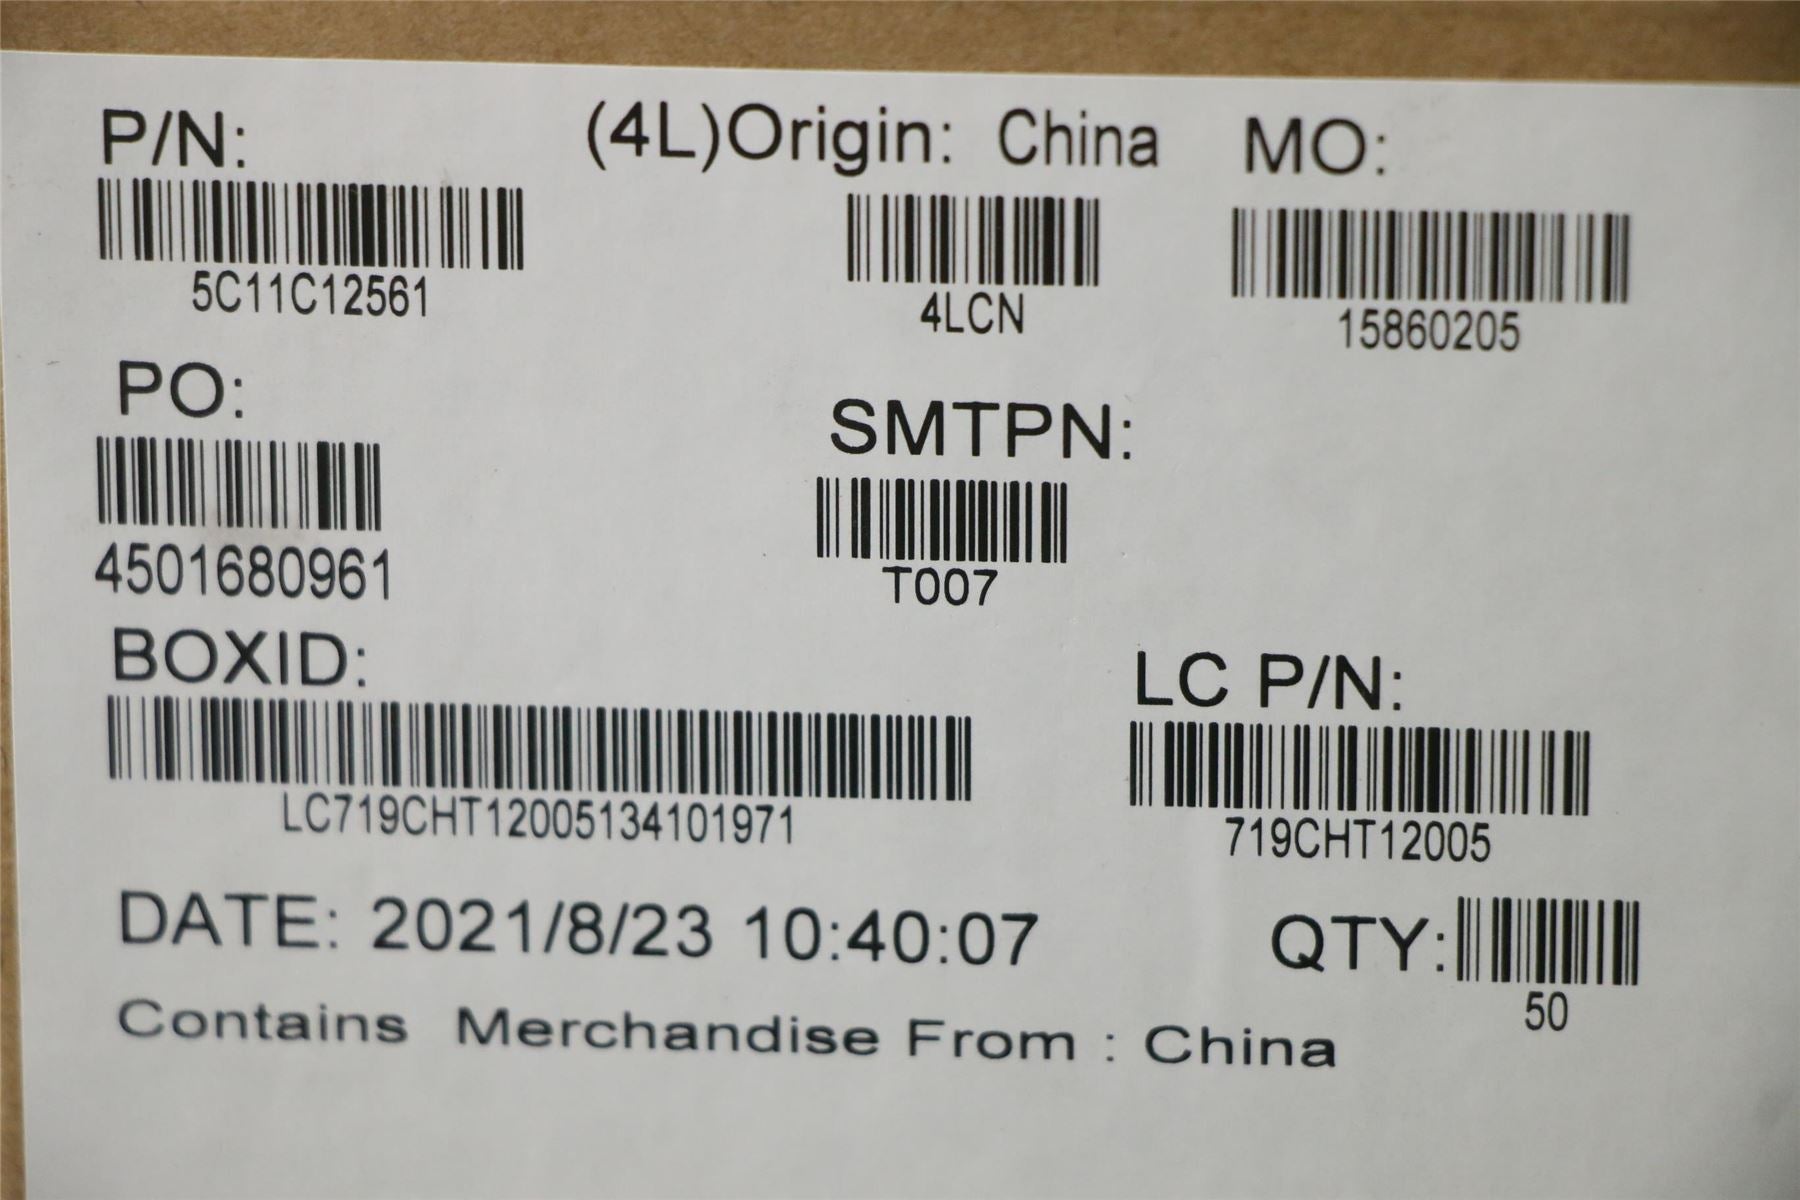 P/N: (4L)Origin: China MO:
5C11C12561 4LCN 15860205
PO: SMTPN:
4501680961 T007
BOXID: LC P/N:
LC719CHT12005134101971 719CHT12005
DATE: 2021/8/23 10:40:07 QTY:
50
Contains Merchandise From : China